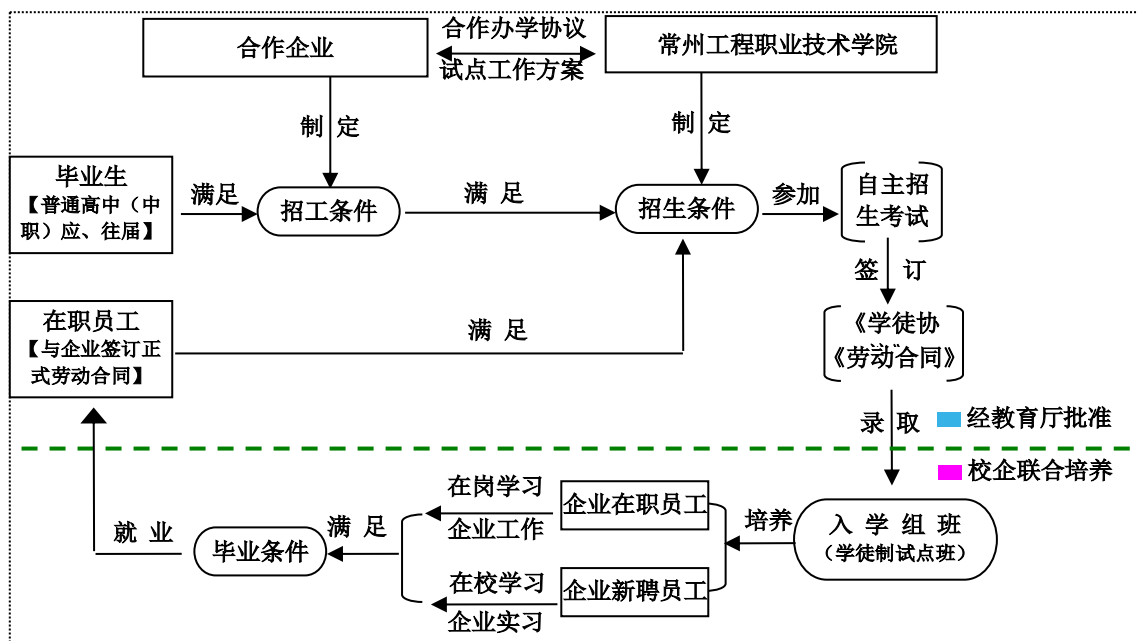 合作企业
合作办学协议
试点工作方案
常州工程职业技术学院
制 定
制 定
毕业生
【普通高中（中
职）应、往届】
满足
招工条件
满 足
招生条件
参加
自主招
生考试
签 订
在职员工
【与企业签订正
式劳动合同】
满 足
《学徒协
《劳动合同》
录 取
经教育厅批准
校企联合培养
入 学 组 班
（学徒制试点班）
培养
企业在职员工
企业新聘员工
在岗学习
企业工作
在校学习
企业实习
满 足
毕业条件
就 业